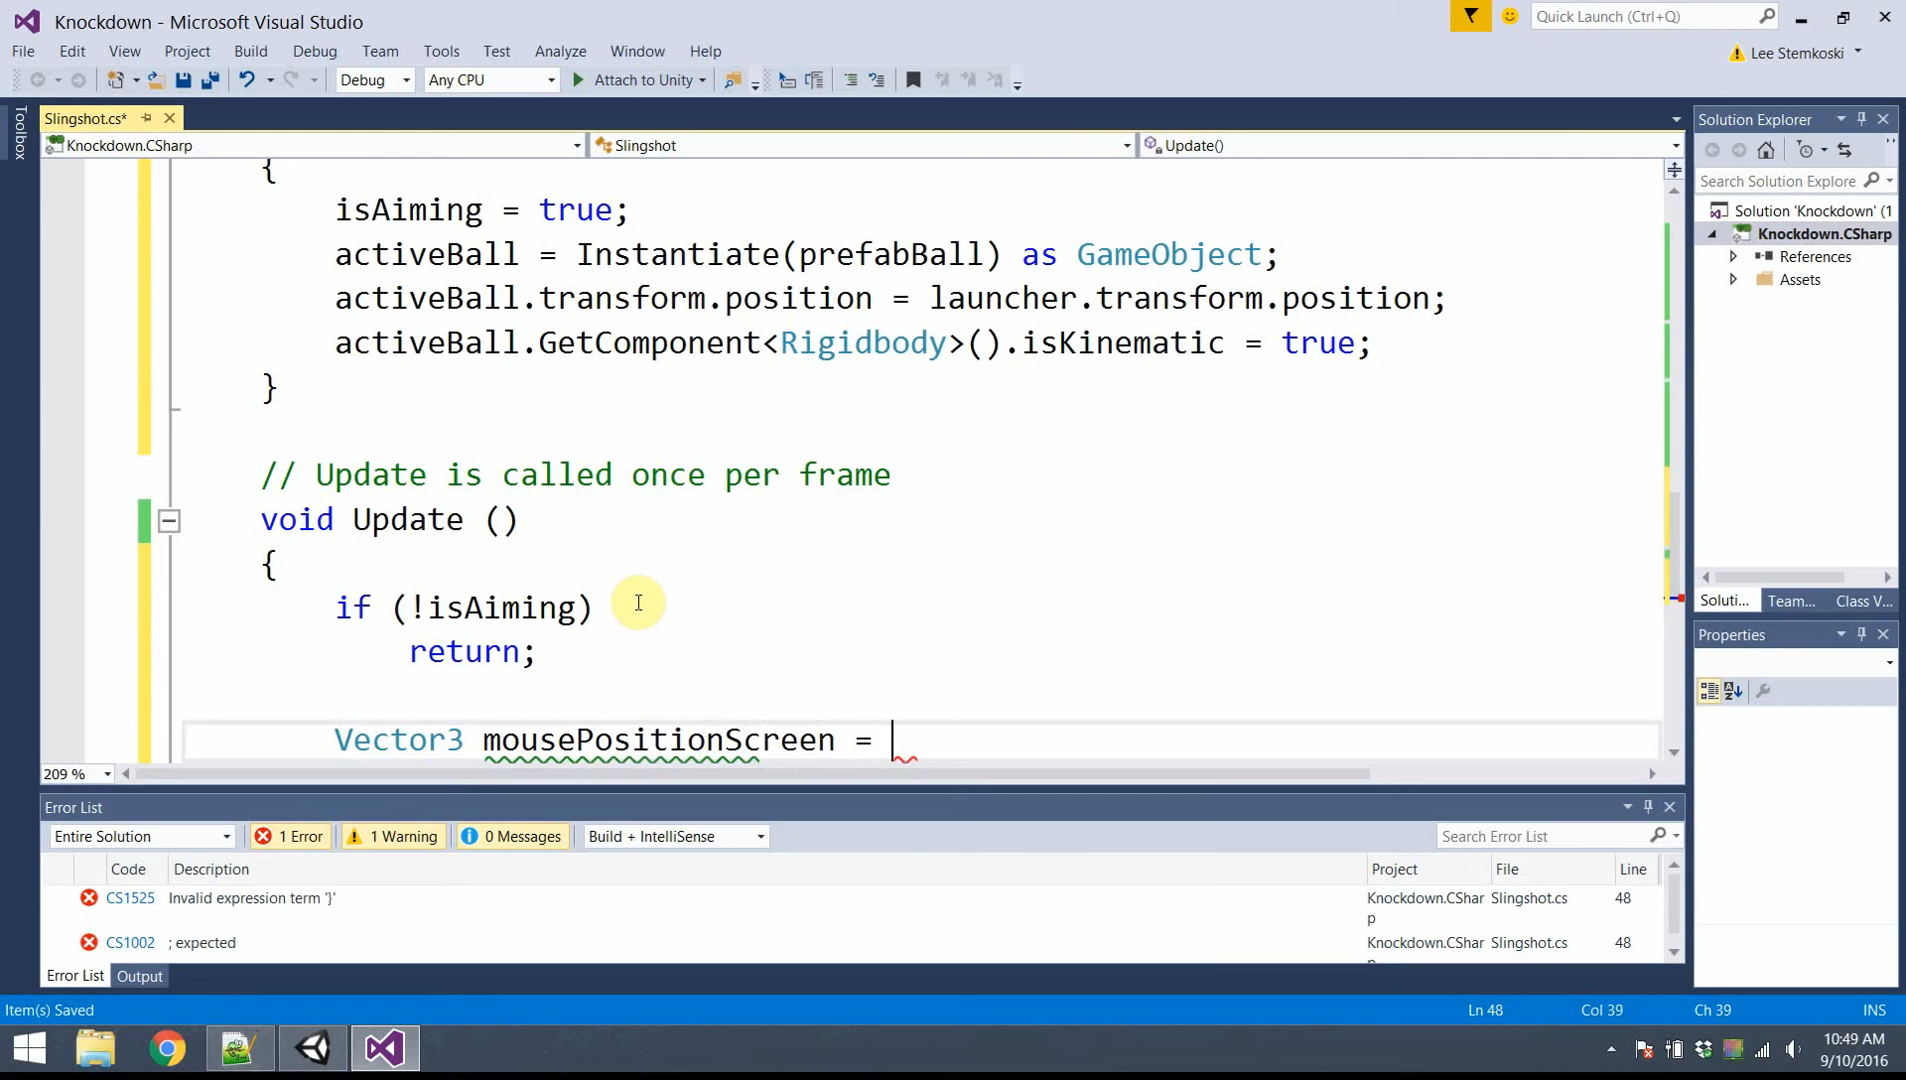 Knockdown - Microsoft Visual Studio
Quick Launch (Ctrl+Q)
File Edit View Project Build Debug Team Tools Test Analyze Window Help
Lee Stemkoski
Debug Any CPU Attach to Unity
Toolbox
Slingshot.cs*
Knockdown.CSharp Slingshot Update()
{
isAiming = true;
activeBall = Instantiate(prefabBall) as GameObject;
activeBall.transform.position = launcher.transform.position;
activeBall.GetComponent<Rigidbody>().isKinematic = true;
}
// Update is called once per frame
void Update ()
{
if (!isAiming)
return;
Vector3 mousePositionScreen =
209 %
Solution Explorer
Search Solution Explore
Solution 'Knockdown' (1
Knockdown.CSharp
References
Assets
Soluti... Team... Class V...
Properties
Error List
Entire Solution 1 Error 1 Warning 0 Messages Build + IntelliSense Search Error List
Code Description Project File Line
CS1525 Invalid expression term '}' Knockdown.CShar Slingshot.cs 48
p
CS1002 ; expected Knockdown.CShar Slingshot.cs 48
Error List Output
Item(s) Saved Ln 48 Col 39 Ch 39 INS
10:49 AM
9/10/2016